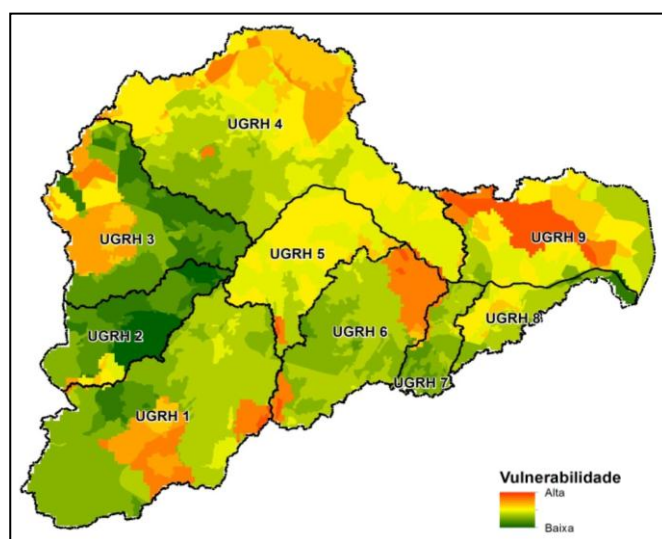 UGRH 4
UGRH 3
UGRH 9
UGRH 5
UGRH 2
UGRH 6
UGRH 8
UGRH 7
UGRH 1
Vulnerabilidade
Alta
Baixa